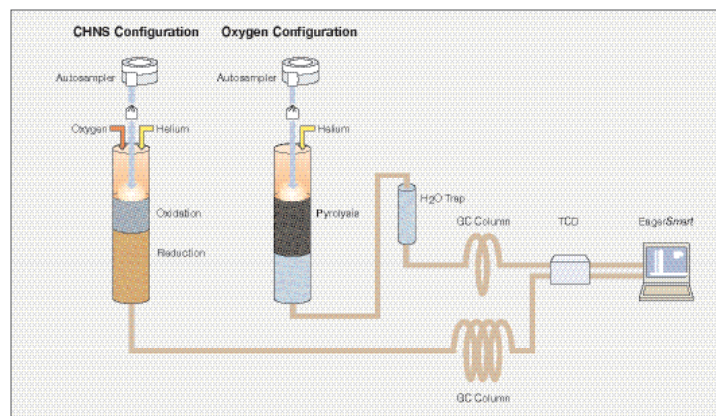 CHNS Configuration
Oxygen Configuration
Autosampler
Autosampler
Oxygen
Helium
Helium
H2O Trap
Oxidation
Pyrolysis
GC Column
TCD
EagerSmart
Reduction
GC Column